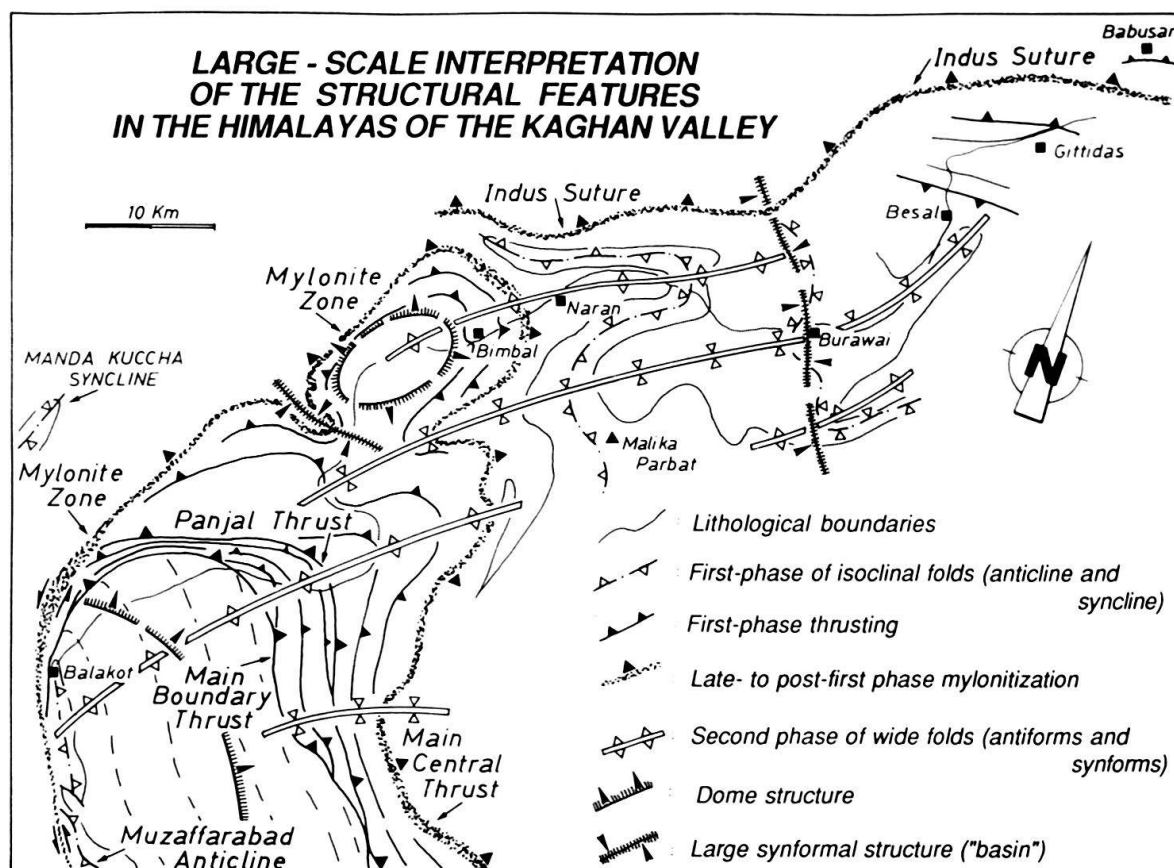 LARGE - SCALE INTERPRETATION
OF THE STRUCTURAL FEATURES
IN THE HIMALAYAS OF THE KAGHAN VALLEY
Babusar
Indus Suture
Gittidas
10 Km
Indus Suture
Besal
Mylonite
Zone
Naran
Bimbal
Burawai
MANDA KUCCHA
SYNCLINE
N
Malika
Parbat
Mylonite
Zone
Panjal Thrust
Lithological boundaries
First-phase of isoclinal folds (anticline and
syncline)
First-phase thrusting
Balakot
Main
Boundary
Thrust
Late- to post-first phase mylonitization
Main
Central
Thrust
Second phase of wide folds (antiforms and
synforms)
Dome structure
Muzaffarabad
Anticline
Large synformal structure ("basin")